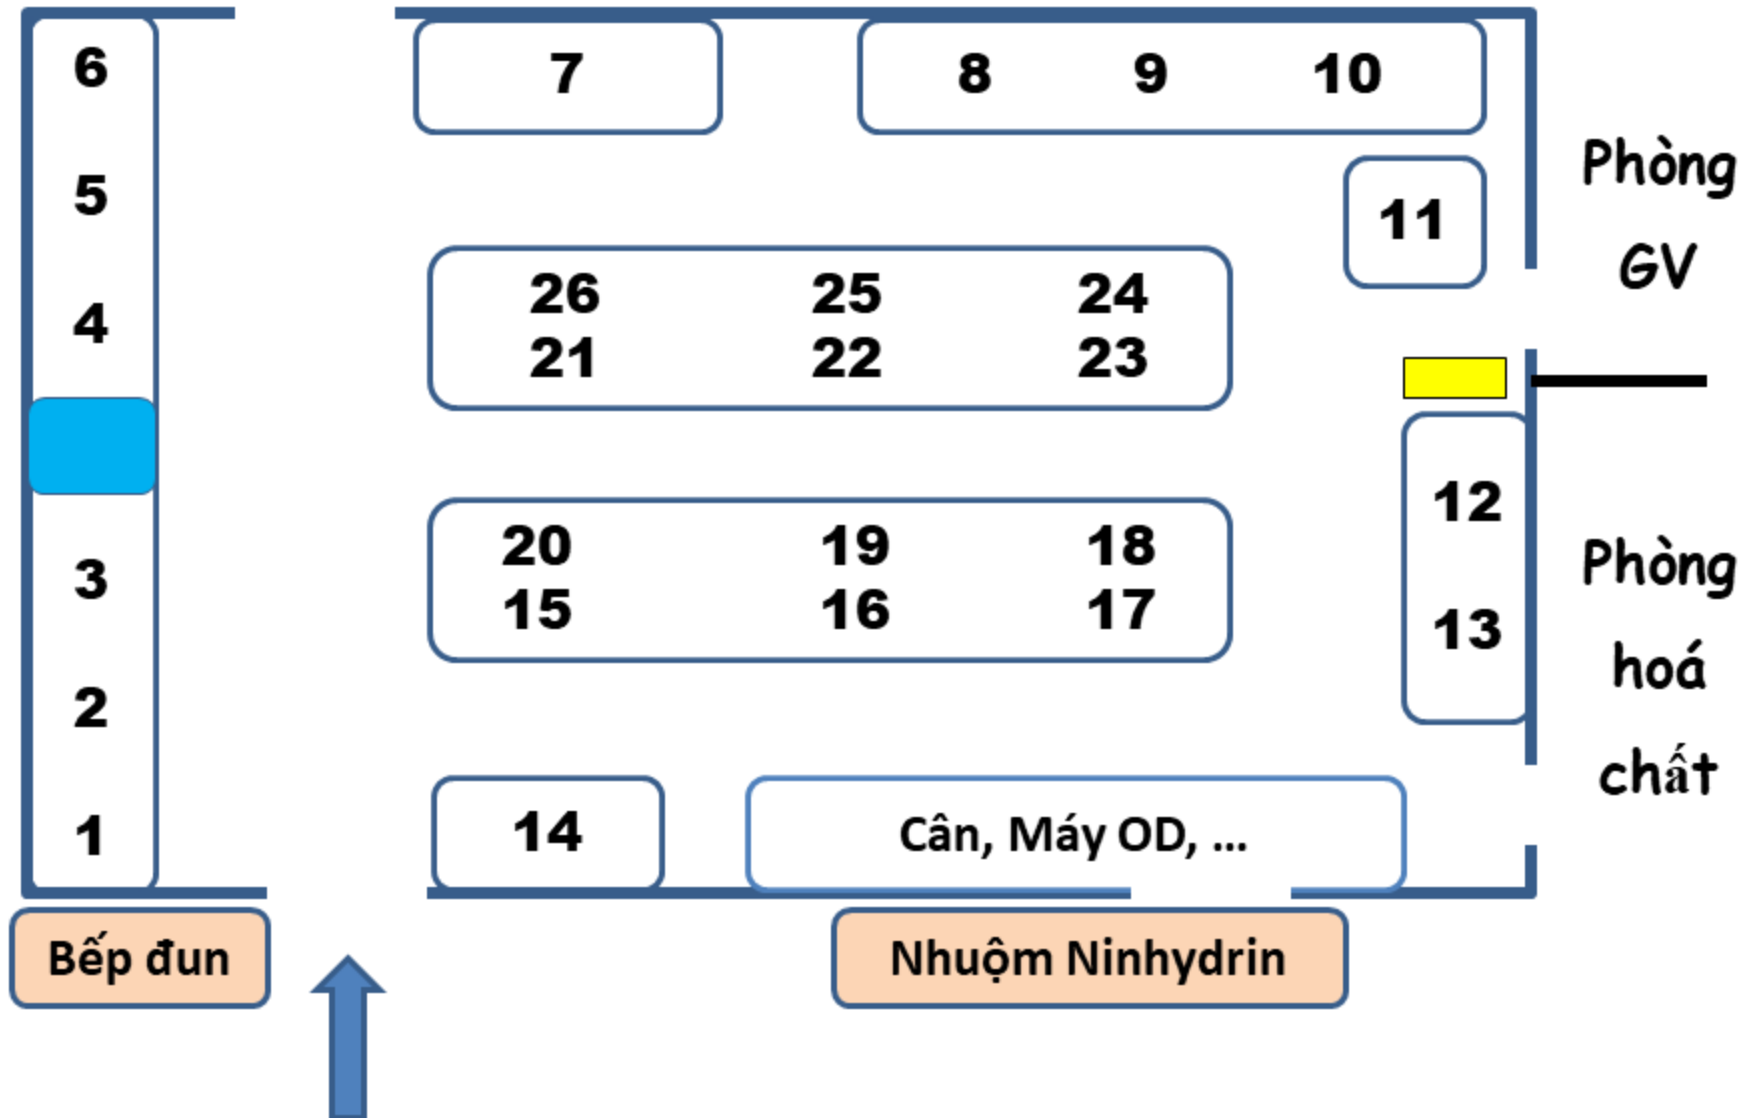 6
5
4
3
2
1
7
8 9 10
11
26 25 24
21 22 23
20 19 18
15 16 17
12
13
14
Cân, Máy OD, ...
Phòng
GV
Phòng
hoá
chất
Bếp đun
Nhuộm Ninhydrin